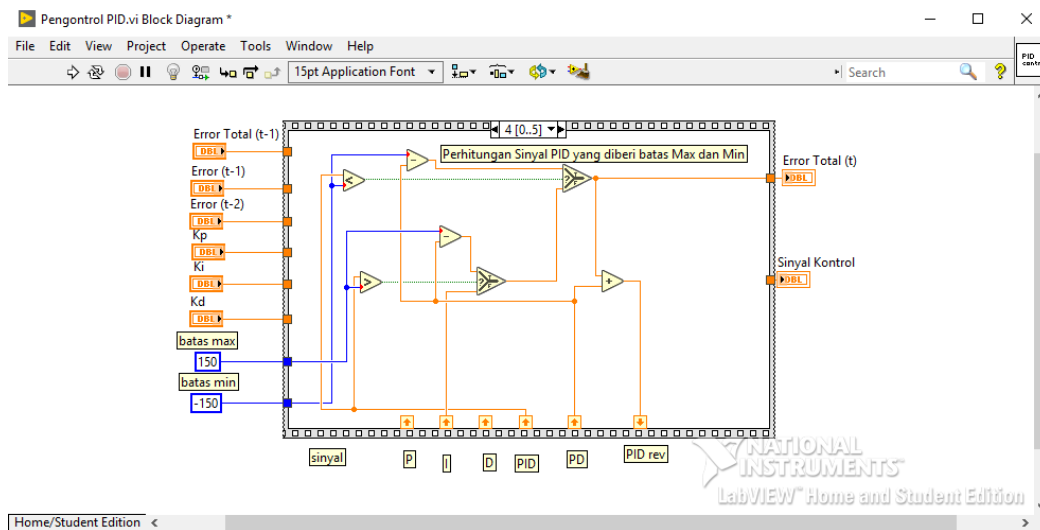 Pengontrol PID.vi Block Diagram *
File Edit View Project Operate Tools Window Help
15pt Application Font
Search
PID
Error Total (t-1)
DBL
Error (t-1)
DBL
Error (t-2)
DBL
Kp
DBL
Ki
DBL
Kd
DBL
batas max
150
batas min
-150
4 [0..5]
Perhitungan Sinyal PID yang diberi batas Max dan Min
-
<
?
T
F
-
>
?
T
F
+
Error Total (t)
DBL
Sinyal Kontrol
DBL
sinyal
P
I
D
PID
PD
PID rev
NATIONAL
INSTRUMENTS™
LabVIEW™ Home and Student Edition
Home/Student Edition